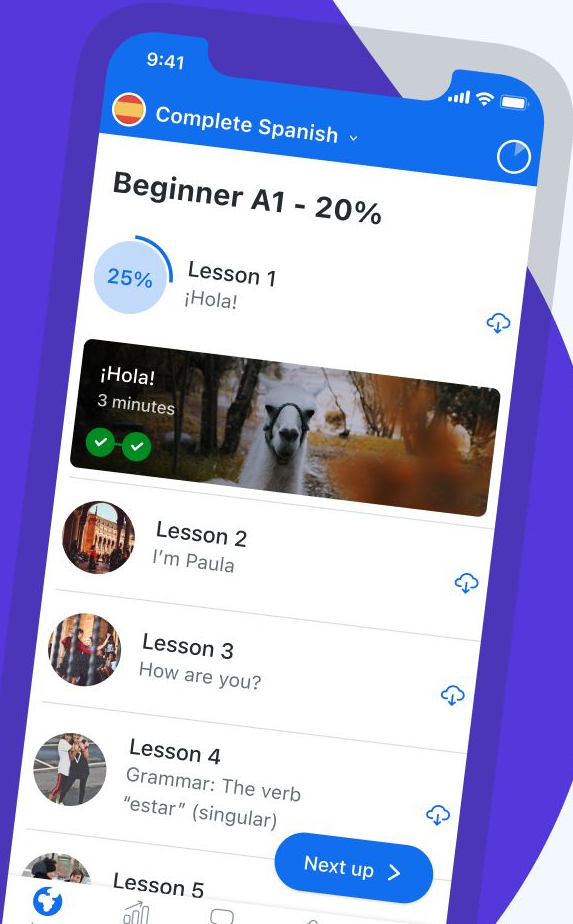 9:41
Complete Spanish
Beginner A1 - 20%
25%
Lesson 1
¡Hola!
¡Hola!
3 minutes
Lesson 2
I'm Paula
Lesson 3
How are you?
Lesson 4
Grammar: The verb
“estar” (singular)
Next up
Lesson 5